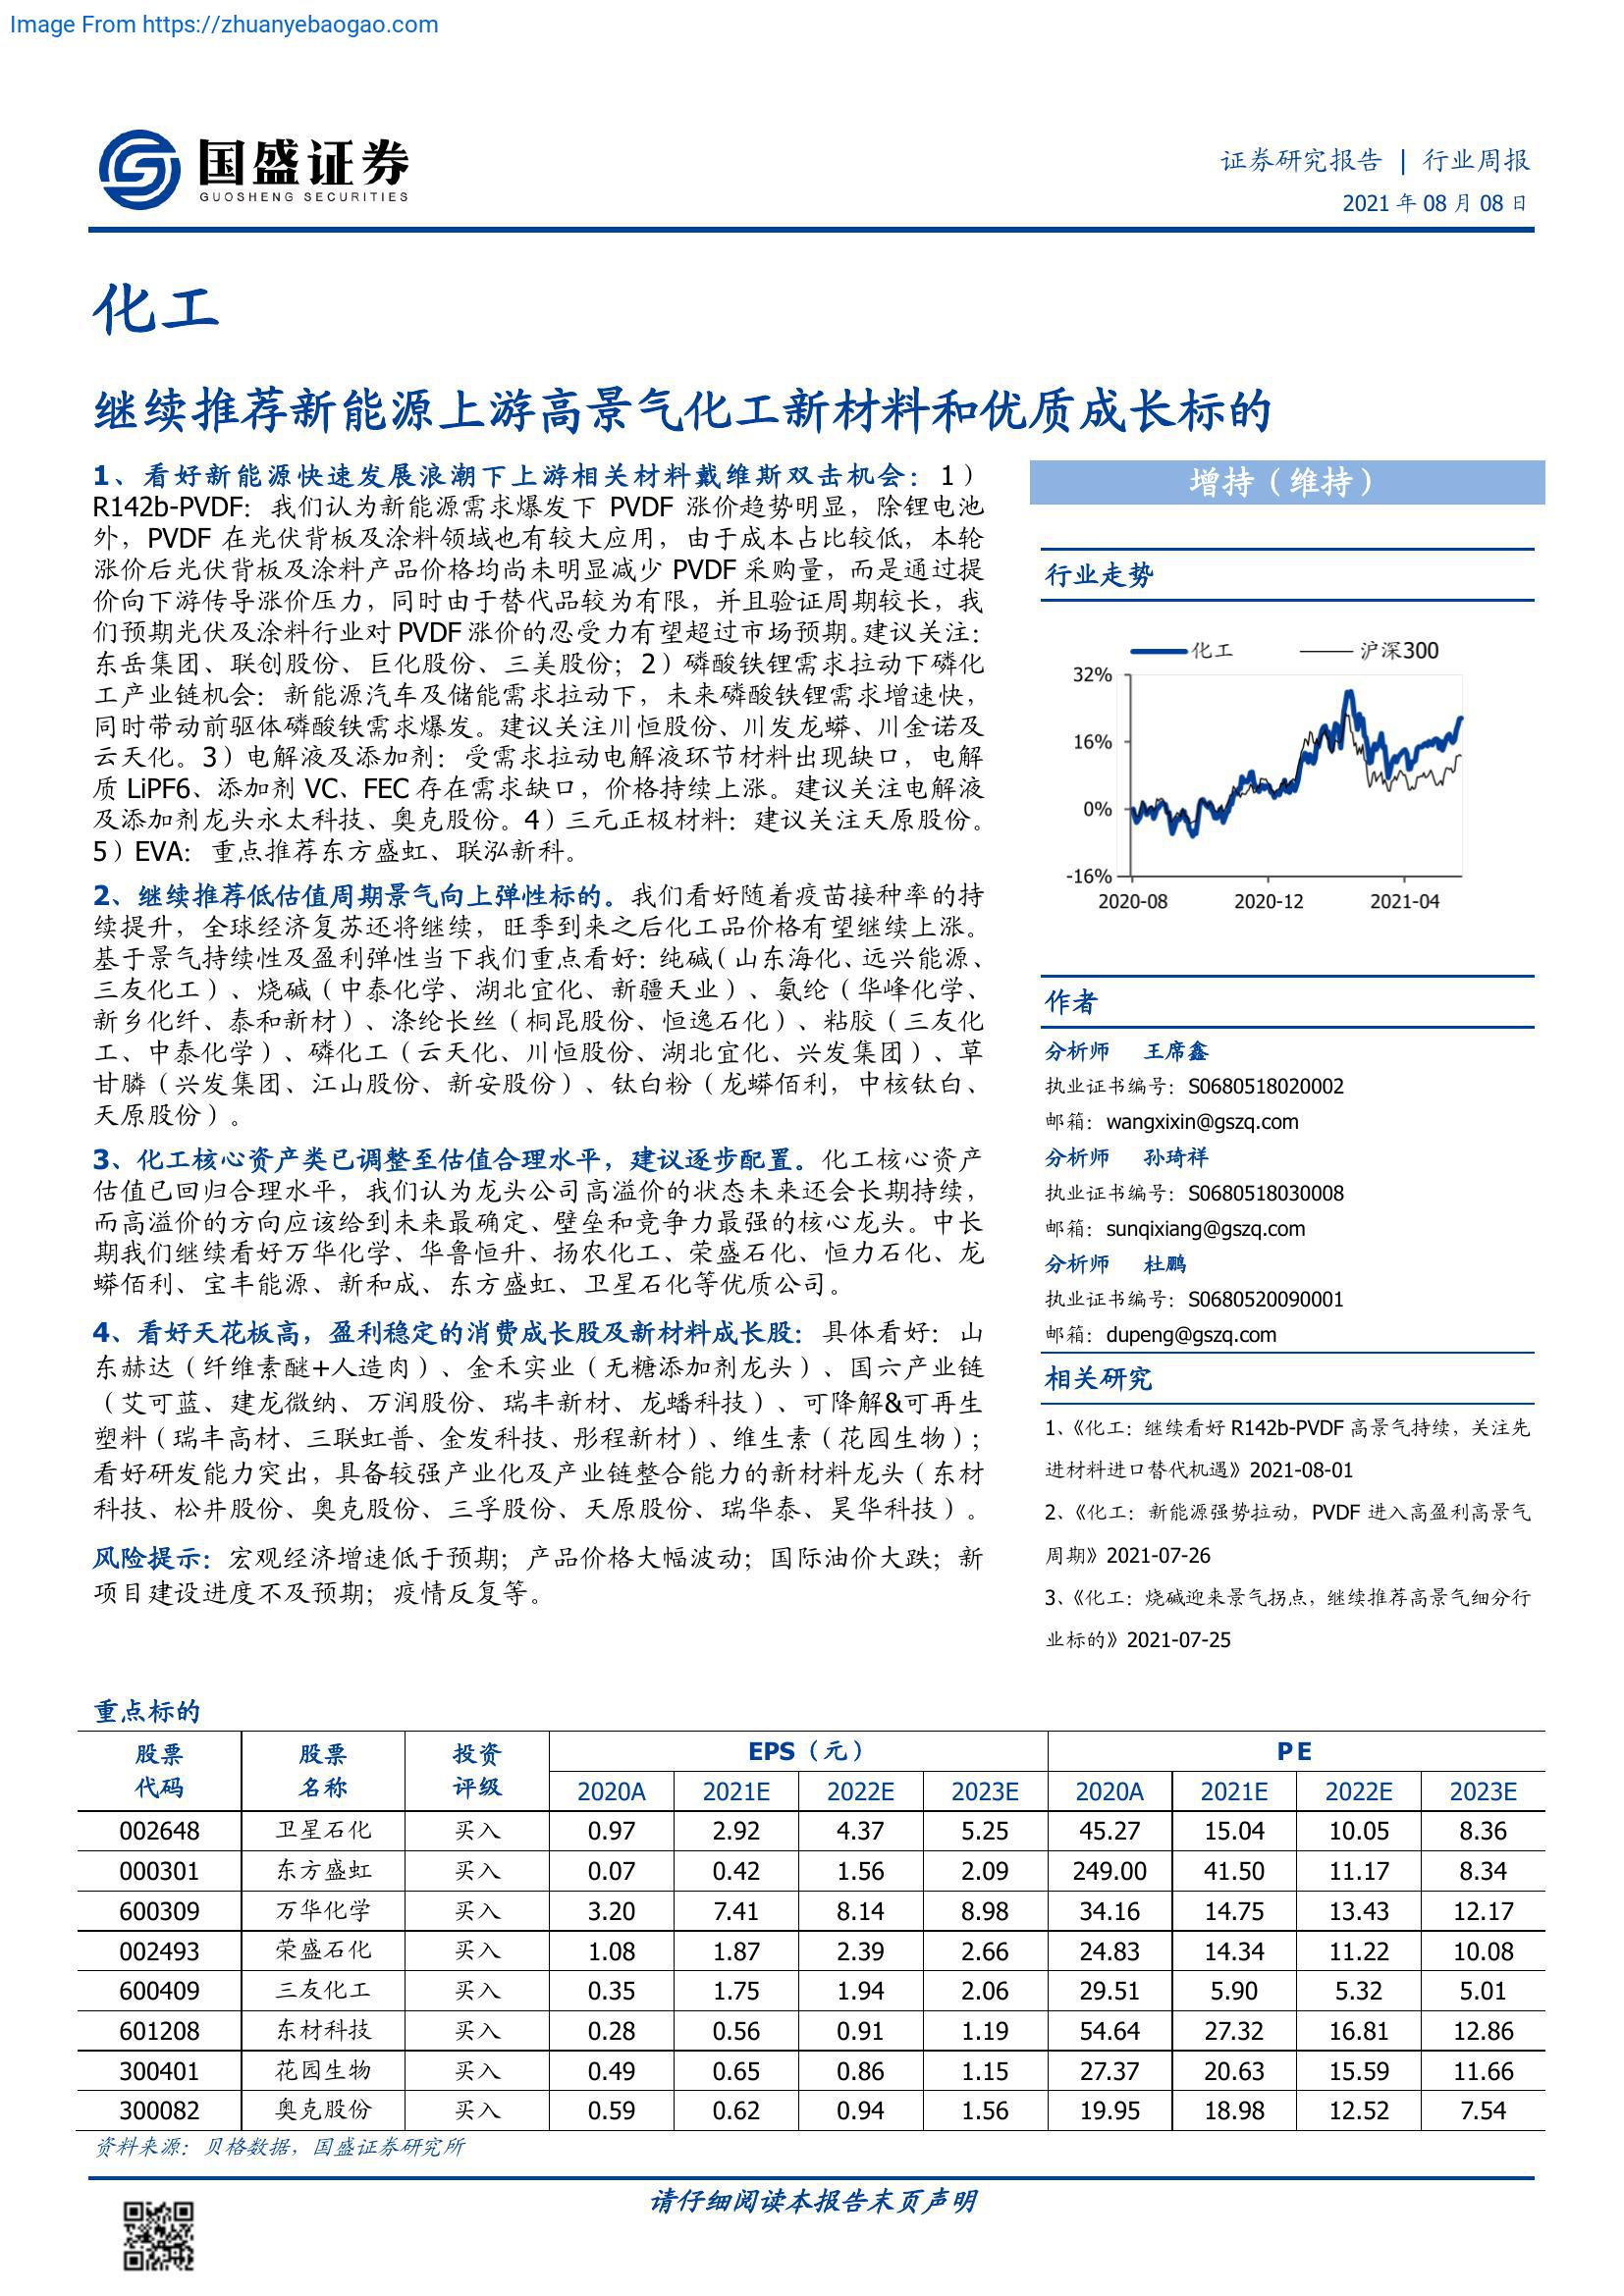 Image From https://zhuanyebaogao.com
国盛证券
GUOSHENG SECURITIES
证券研究报告 | 行业周报
2021 年 08 月 08 日
化工
继续推荐新能源上游高景气化工新材料和优质成长标的
1、看好新能源快速发展浪潮下上游相关材料戴维斯双击机会：1）
R142b-PVDF：我们认为新能源需求爆发下 PVDF 涨价趋势明显，除锂电池
外，PVDF 在光伏背板及涂料领域也有较大应用，由于成本占比较低，本轮
涨价后光伏背板及涂料产品价格均尚未明显减少 PVDF 采购量，而是通过提
价向下游传导涨价压力，同时由于替代品较为有限，并且验证周期较长，我
们预期光伏及涂料行业对 PVDF 涨价的忍受力有望超过市场预期。建议关注：
东岳集团、联创股份、巨化股份、三美股份；2）磷酸铁锂需求拉动下磷化
工产业链机会：新能源汽车及储能需求拉动下，未来磷酸铁锂需求增速快，
同时带动前驱体磷酸铁需求爆发。建议关注川恒股份、川发龙蟒、川金诺及
云天化。3）电解液及添加剂：受需求拉动电解液环节材料出现缺口，电解
质 LiPF6、添加剂 VC、FEC 存在需求缺口，价格持续上涨。建议关注电解液
及添加剂龙头永太科技、奥克股份。4）三元正极材料：建议关注天原股份。
5）EVA：重点推荐东方盛虹、联泓新科。
2、继续推荐低估值周期景气向上弹性标的。我们看好随着疫苗接种率的持
续提升，全球经济复苏还将继续，旺季到来之后化工品价格有望继续上涨。
基于景气持续性及盈利弹性当下我们重点看好：纯碱（山东海化、远兴能源、
三友化工）、烧碱（中泰化学、湖北宜化、新疆天业）、氨纶（华峰化学、
新乡化纤、泰和新材）、涤纶长丝（桐昆股份、恒逸石化）、粘胶（三友化
工、中泰化学）、磷化工（云天化、川恒股份、湖北宜化、兴发集团）、草
甘膦（兴发集团、江山股份、新安股份）、钛白粉（龙蟒佰利，中核钛白、
天原股份）。
3、化工核心资产类已调整至估值合理水平，建议逐步配置。化工核心资产
估值已回归合理水平，我们认为龙头公司高溢价的状态未来还会长期持续，
而高溢价的方向应该给到未来最确定、壁垒和竞争力最强的核心龙头。中长
期我们继续看好万华化学、华鲁恒升、扬农化工、荣盛石化、恒力石化、龙
蟒佰利、宝丰能源、新和成、东方盛虹、卫星石化等优质公司。
4、看好天花板高，盈利稳定的消费成长股及新材料成长股：具体看好：山
东赫达（纤维素醚+人造肉）、金禾实业（无糖添加剂龙头）、国六产业链
（艾可蓝、建龙微纳、万润股份、瑞丰新材、龙蟠科技）、可降解&可再生
塑料（瑞丰高材、三联虹普、金发科技、彤程新材）、维生素（花园生物）；
看好研发能力突出，具备较强产业化及产业链整合能力的新材料龙头（东材
科技、松井股份、奥克股份、三孚股份、天原股份、瑞华泰、昊华科技）。
风险提示：宏观经济增速低于预期；产品价格大幅波动；国际油价大跌；新
项目建设进度不及预期；疫情反复等。
增持（维持）
行业走势
化工 沪深300
32%
16%
0%
-16%
2020-08 2020-12 2021-04
作者
分析师 王席鑫
执业证书编号：S0680518020002
邮箱：wangxixin@gszq.com
分析师 孙琦祥
执业证书编号：S0680518030008
邮箱：sunqixiang@gszq.com
分析师 杜鹏
执业证书编号：S0680520090001
邮箱：dupeng@gszq.com
相关研究
1、《化工：继续看好 R142b-PVDF 高景气持续，关注先
进材料进口替代机遇》2021-08-01
2、《化工：新能源强势拉动，PVDF 进入高盈利高景气
周期》2021-07-26
3、《化工：烧碱迎来景气拐点，继续推荐高景气细分行
业标的》2021-07-25
重点标的
股票 股票 投资 EPS（元） PE
代码 名称 评级 2020A 2021E 2022E 2023E 2020A 2021E 2022E 2023E
002648 卫星石化 买入 0.97 2.92 4.37 5.25 45.27 15.04 10.05 8.36
000301 东方盛虹 买入 0.07 0.42 1.56 2.09 249.00 41.50 11.17 8.34
600309 万华化学 买入 3.20 7.41 8.14 8.98 34.16 14.75 13.43 12.17
002493 荣盛石化 买入 1.08 1.87 2.39 2.66 24.83 14.34 11.22 10.08
600409 三友化工 买入 0.35 1.75 1.94 2.06 29.51 5.90 5.32 5.01
601208 东材科技 买入 0.28 0.56 0.91 1.19 54.64 27.32 16.81 12.86
300401 花园生物 买入 0.49 0.65 0.86 1.15 27.37 20.63 15.59 11.66
300082 奥克股份 买入 0.59 0.62 0.94 1.56 19.95 18.98 12.52 7.54
资料来源：贝格数据，国盛证券研究所
请仔细阅读本报告末页声明